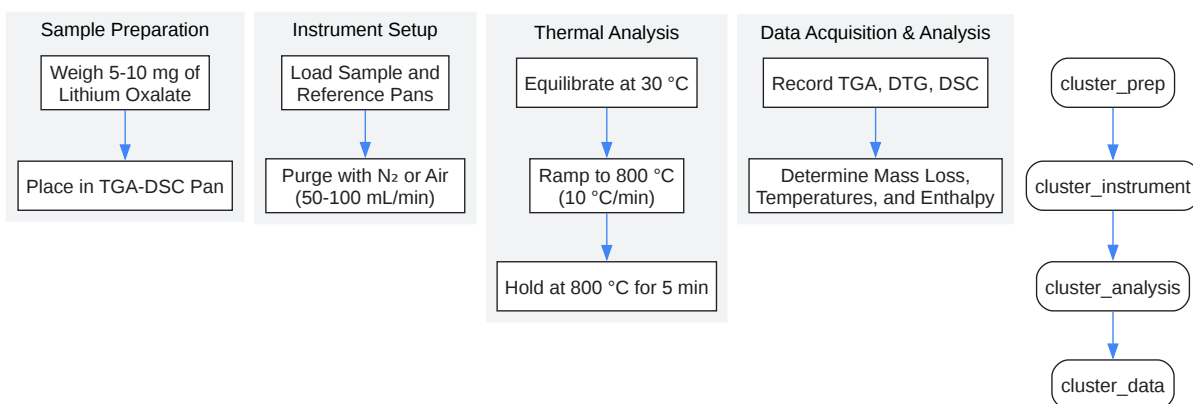 Sample Preparation
Weigh 5-10 mg of
Lithium Oxalate
Place in TGA-DSC Pan
Instrument Setup
Load Sample and
Reference Pans
Purge with N₂ or Air
(50-100 mL/min)
Thermal Analysis
Equilibrate at 30 °C
Ramp to 800 °C
(10 °C/min)
Hold at 800 °C for 5 min
Data Acquisition & Analysis
Record TGA, DTG, DSC
Determine Mass Loss,
Temperatures, and Enthalpy
cluster_prep
cluster_instrument
cluster_analysis
cluster_data